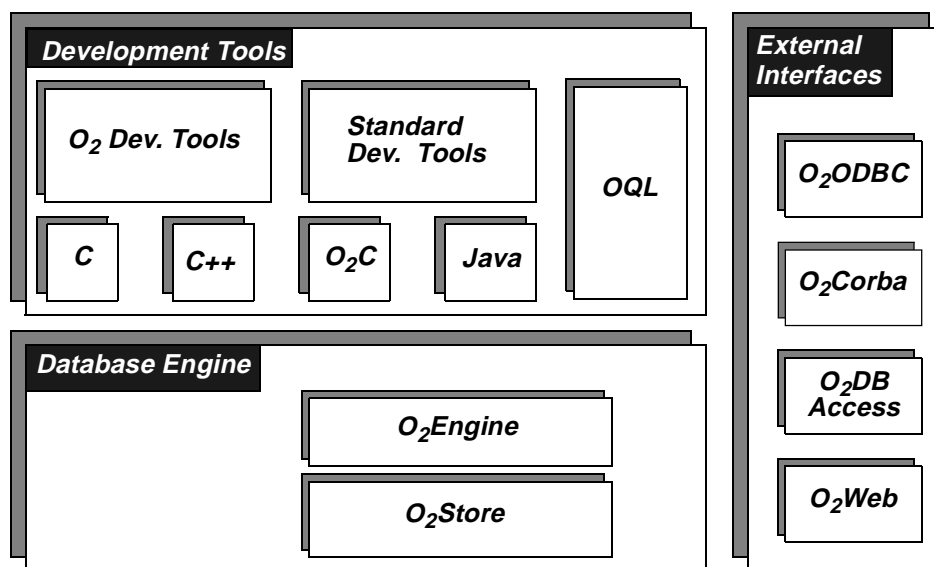 Development Tools
O2 Dev. Tools
Standard
Dev. Tools
OQL
C
C++
O2C
Java
Database Engine
O2Engine
O2Store
External
Interfaces
O2ODBC
O2Corba
O2DB
Access
O2Web